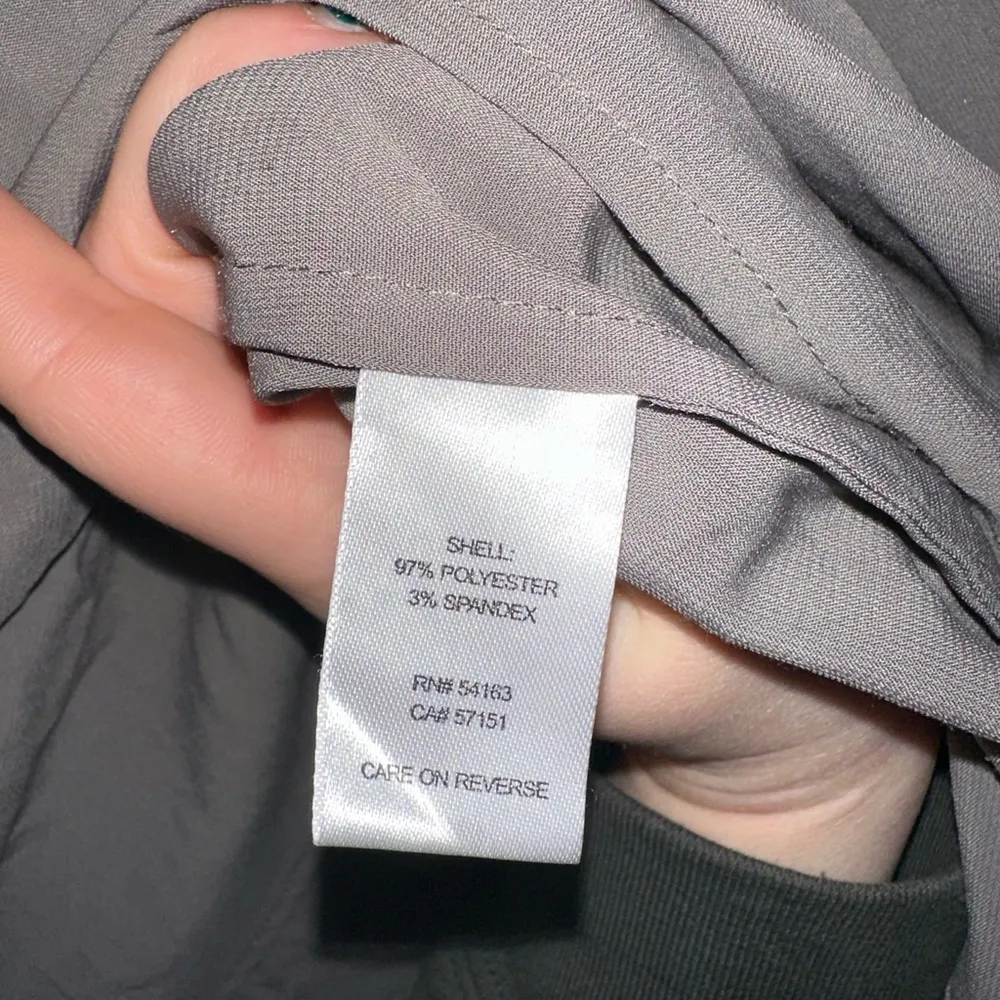 SHELL:
97% POLYESTER
3% SPANDEX
RN# 54163
CA# 57151
CARE ON REVERSE